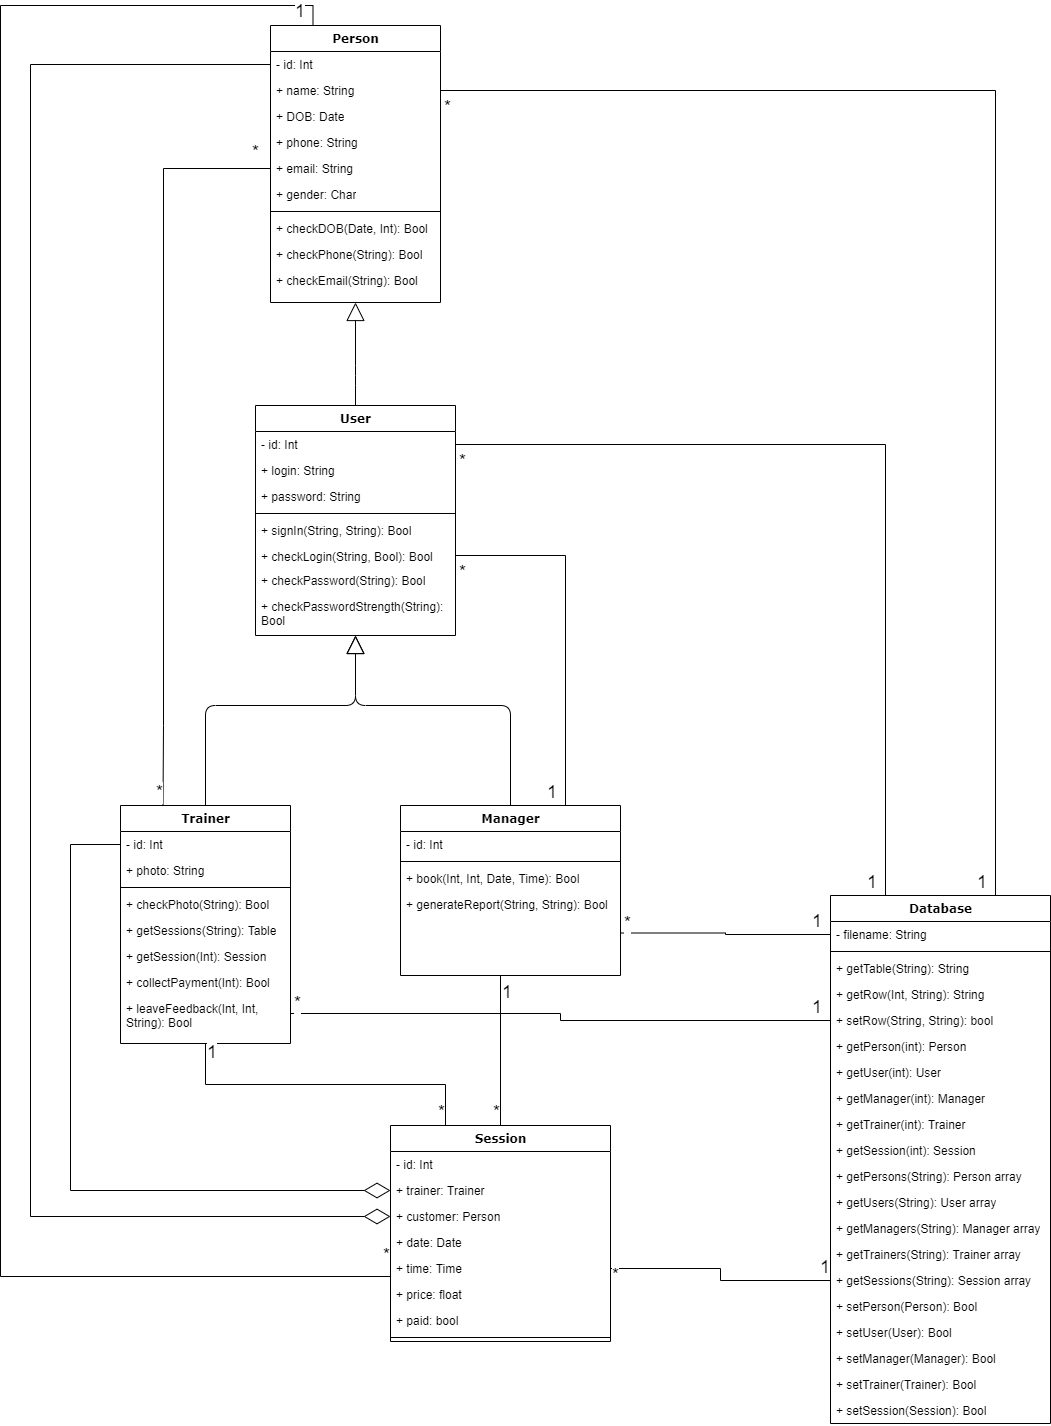 1
Person
- id: Int
+ name: String
*
+ DOB: Date
+ phone: String
*
+ email: String
+ gender: Char
+ checkDOB(Date, Int): Bool
+ checkPhone(String): Bool
+ checkEmail(String): Bool
User
- id: Int
*
+ login: String
+ password: String
+ signIn(String, String): Bool
+ checkLogin(String, Bool): Bool
*
+ checkPassword(String): Bool
+ checkPasswordStrength(String):
Bool
*
1
Trainer
- id: Int
+ photo: String
+ checkPhoto(String): Bool
+ getSessions(String): Table
+ getSession(Int): Session
+ collectPayment(Int): Bool
+ leaveFeedback(Int, Int,
String): Bool
*
1
1
Manager
- id: Int
+ book(Int, Int, Date, Time): Bool
+ generateReport(String, String): Bool
*
1
1
1
1
*
*
Session
- id: Int
+ trainer: Trainer
+ customer: Person
+ date: Date
*
+ time: Time
+ price: float
+ paid: bool
*
1
1
Database
- filename: String
+ getTable(String): String
+ getRow(Int, String): String
+ setRow(String, String): bool
+ getPerson(int): Person
+ getUser(int): User
+ getManager(int): Manager
+ getTrainer(int): Trainer
+ getSession(int): Session
+ getPersons(String): Person array
+ getUsers(String): User array
+ getManagers(String): Manager array
+ getTrainers(String): Trainer array
+ getSessions(String): Session array
+ setPerson(Person): Bool
+ setUser(User): Bool
+ setManager(Manager): Bool
+ setTrainer(Trainer): Bool
+ setSession(Session): Bool